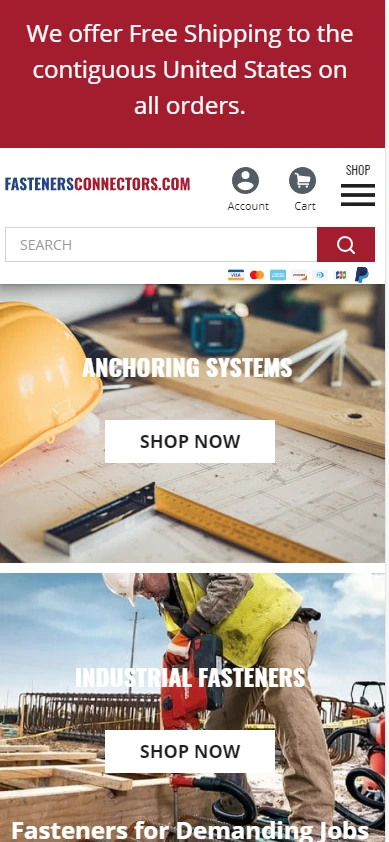 We offer Free Shipping to the
contiguous United States on
all orders.
FASTENERSCONNECTORS.COM
Account
Cart
SHOP
SEARCH
VISA
ANCHORING SYSTEMS
SHOP NOW
INDUSTRIAL FASTENERS
SHOP NOW
Fasteners for Demanding Jobs